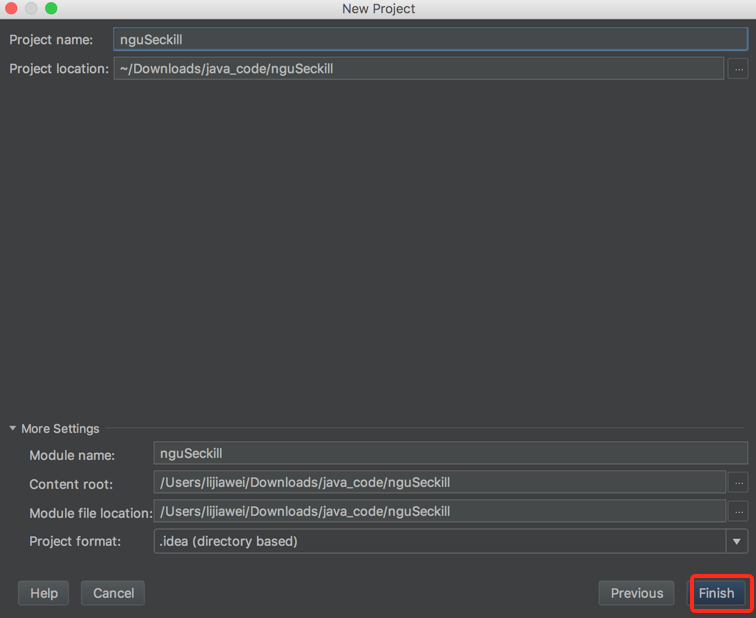 New Project
Project name: nguSeckill
Project location: ~/Downloads/java_code/nguSeckill ...
More Settings
Module name: nguSeckill
Content root: /Users/lijiawei/Downloads/java_code/nguSeckill ...
Module file location: /Users/lijiawei/Downloads/java_code/nguSeckill ...
Project format: .idea (directory based)
Help Cancel Previous Finish